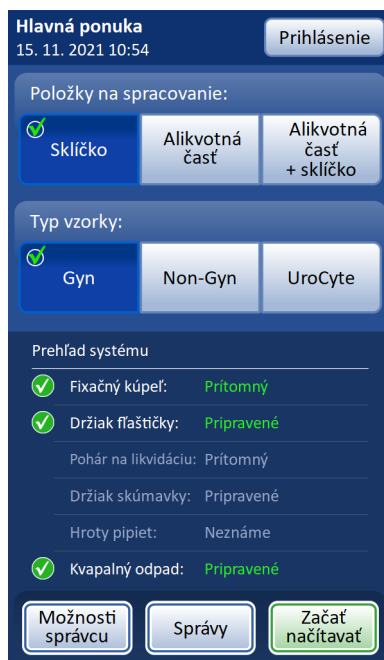 Hlavná ponuka
15. 11. 2021 10:54
Prihlásenie
Položky na spracovanie:
Sklíčko
Alikvotná
časť
Alikvotná
časť
+ sklíčko
Typ vzorky:
Gyn
Non-Gyn
UroCyte
Prehľad systému
Fixačný kúpeľ: Prítomný
Držiak fľaštičky: Pripravené
Pohár na likvidáciu: Prítomný
Držiak skúmavky: Pripravené
Hroty pipiet: Neznáme
Kvapalný odpad: Pripravené
Možnosti
správcu
Správy
Začať
načítavať